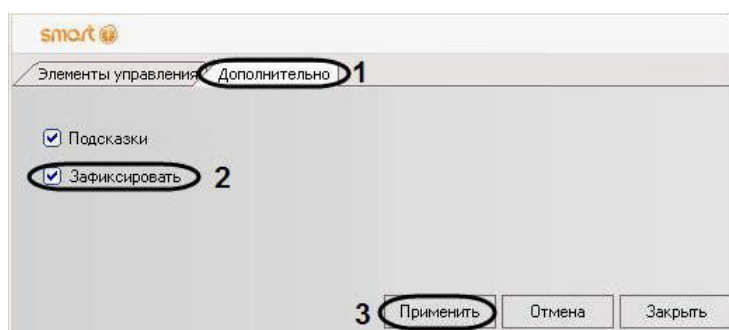 smart
Элементы управления Дополнительно 1
Подсказки
Зафиксировать 2
3 Применить Отмена Закрыть